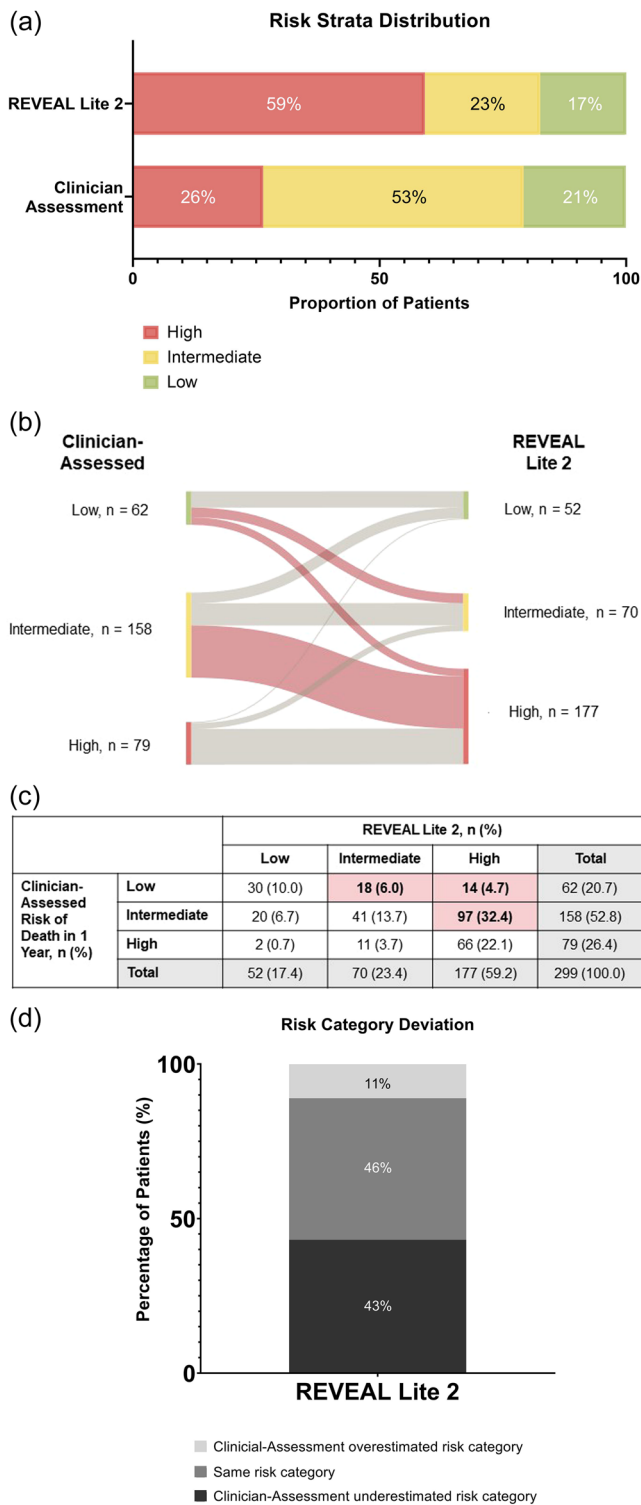 (a)
Risk Strata Distribution
REVEAL Lite 2
59%
23%
17%
Clinician
Assessment
26%
53%
21%
0
50
100
Proportion of Patients
High
Intermediate
Low
(b)
Clinician-
Assessed
REVEAL
Lite 2
Low, n = 62
Low, n = 52
Intermediate, n = 158
Intermediate, n = 70
High, n = 79
High, n = 177
(c)
REVEAL Lite 2, n (%)
Low Intermediate High Total
Clinician-
Assessed
Risk of
Death in 1
Year, n (%)
Low 30 (10.0) 18 (6.0) 14 (4.7) 62 (20.7)
Intermediate 20 (6.7) 41 (13.7) 97 (32.4) 158 (52.8)
High 2 (0.7) 11 (3.7) 66 (22.1) 79 (26.4)
Total 52 (17.4) 70 (23.4) 177 (59.2) 299 (100.0)
(d)
Risk Category Deviation
Percentage of Patients (%)
100
50
0
11%
46%
43%
REVEAL Lite 2
Clinicial-Assessment overestimated risk category
Same risk category
Clinician-Assessment underestimated risk category